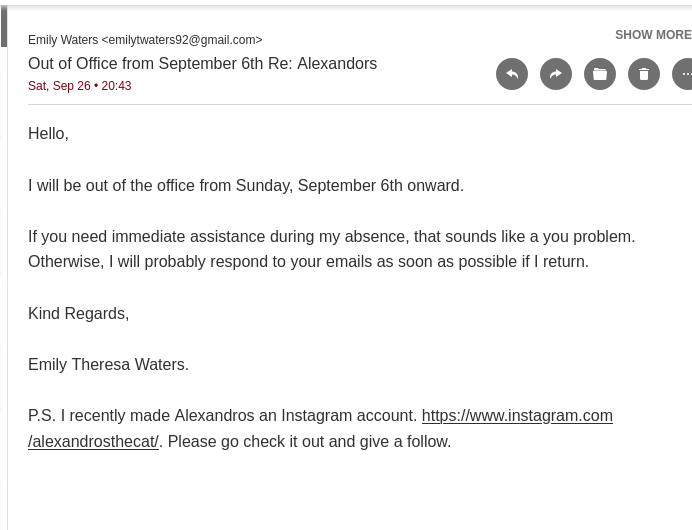 Emily Waters <emilytwaters92@gmail.com>
SHOW MORE
Out of Office from September 6th Re: Alexandors
Sat, Sep 26 • 20:43
Hello,
I will be out of the office from Sunday, September 6th onward.
If you need immediate assistance during my absence, that sounds like a you problem.
Otherwise, I will probably respond to your emails as soon as possible if I return.
Kind Regards,
Emily Theresa Waters.
P.S. I recently made Alexandros an Instagram account. https://www.instagram.com
/alexandrosthecat/. Please go check it out and give a follow.